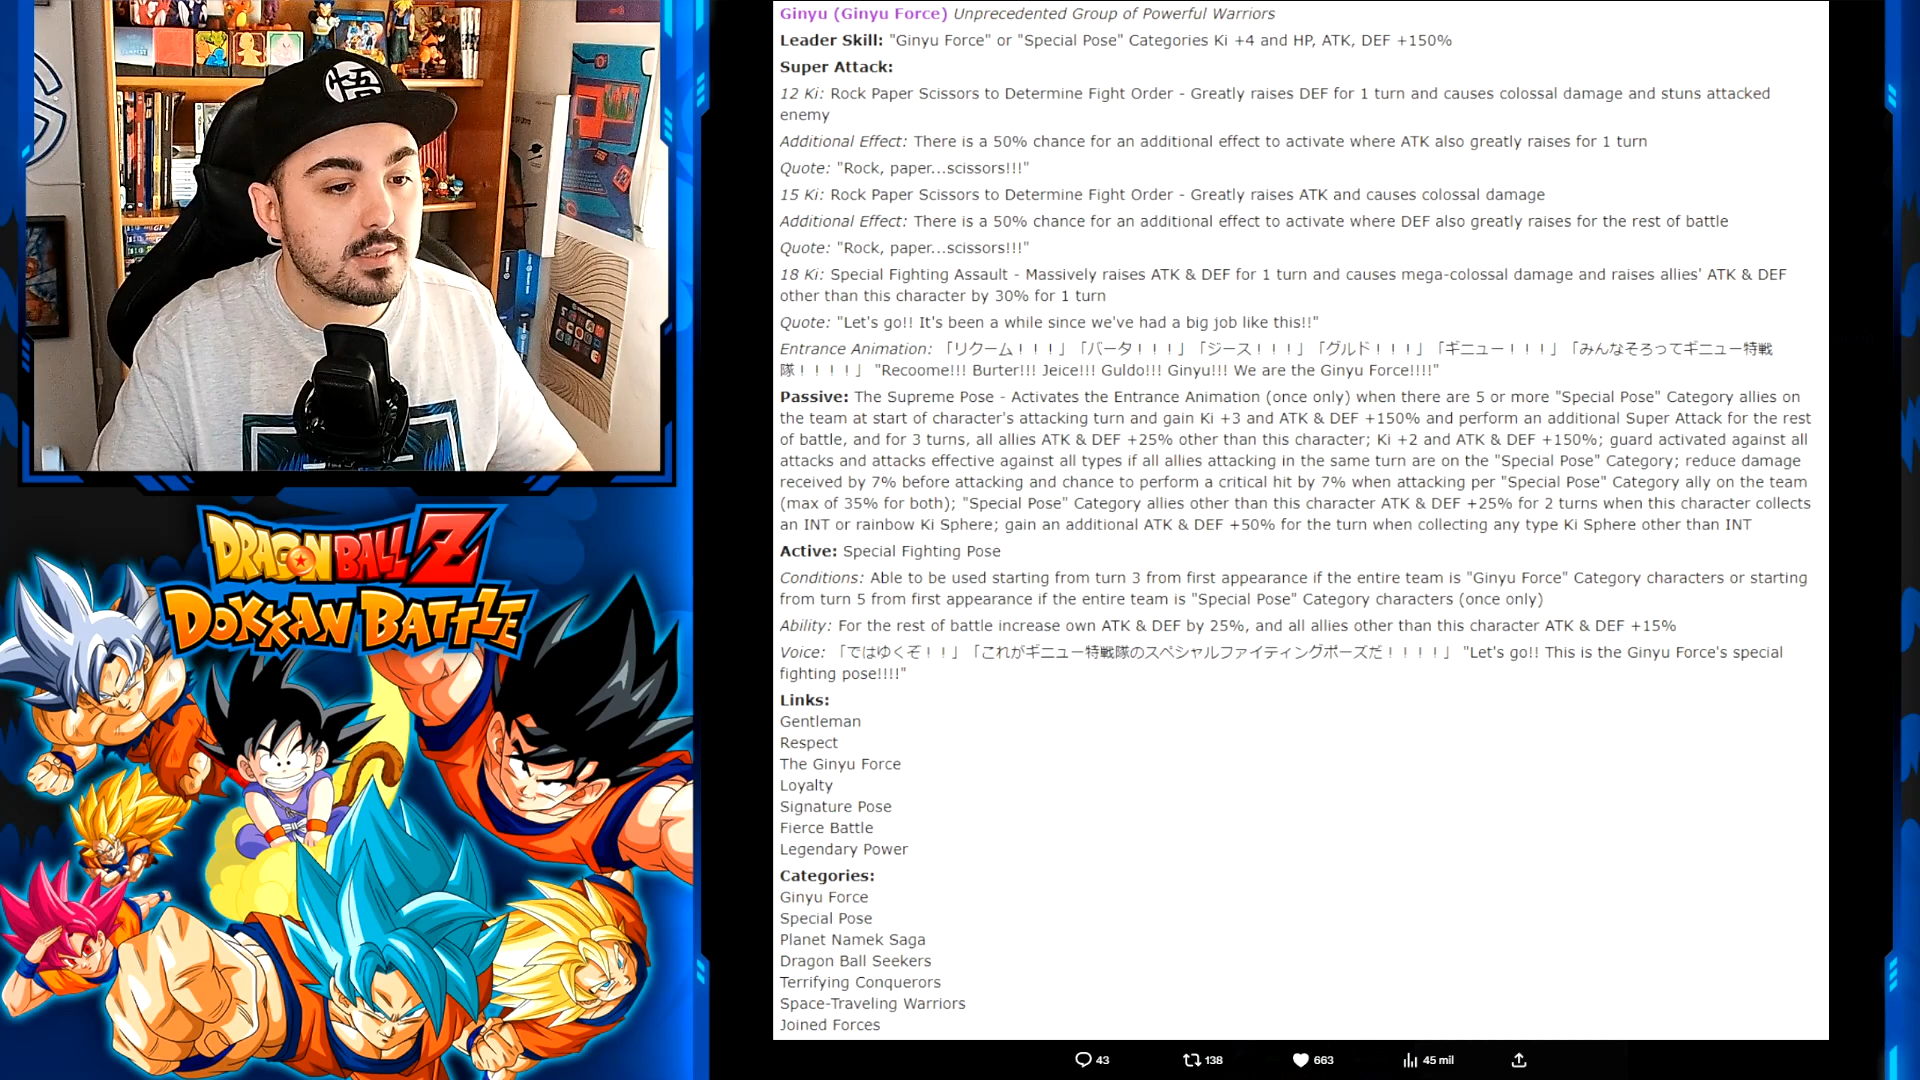 Ginyu (Ginyu Force) Unprecedented Group of Powerful Warriors
Leader Skill: "Ginyu Force" or "Special Pose" Categories Ki +4 and HP, ATK, DEF +150%
Super Attack:
12 Ki: Rock Paper Scissors to Determine Fight Order - Greatly raises DEF for 1 turn and causes colossal damage and stuns attacked
enemy
Additional Effect: There is a 50% chance for an additional effect to activate where ATK also greatly raises for 1 turn
Quote: "Rock, paper...scissors!!!"
15 Ki: Rock Paper Scissors to Determine Fight Order - Greatly raises ATK and causes colossal damage
Additional Effect: There is a 50% chance for an additional effect to activate where DEF also greatly raises for the rest of battle
Quote: "Rock, paper...scissors!!!"
18 Ki: Special Fighting Assault - Massively raises ATK & DEF for 1 turn and causes mega-colossal damage and raises allies' ATK & DEF
other than this character by 30% for 1 turn
Quote: "Let's go!! It's been a while since we've had a big job like this!!"
Entrance Animation: 「リクーム！！！」「バータ！！！」「ジース！！！」「グルド！！！」「ギニュー！！！」「みんなそろってギニュー特戦
隊！！！！」 "Recoome!!! Burter!!! Jeice!!! Guldo!!! Ginyu!!! We are the Ginyu Force!!!!"
Passive: The Supreme Pose - Activates the Entrance Animation (once only) when there are 5 or more "Special Pose" Category allies on
the team at start of character's attacking turn and gain Ki +3 and ATK & DEF +150% and perform an additional Super Attack for the rest
of battle, and for 3 turns, all allies ATK & DEF +25% other than this character; Ki +2 and ATK & DEF +150%; guard activated against all
attacks and attacks effective against all types if all allies attacking in the same turn are on the "Special Pose" Category; reduce damage
received by 7% before attacking and chance to perform a critical hit by 7% when attacking per "Special Pose" Category ally on the team
(max of 35% for both); "Special Pose" Category allies other than this character ATK & DEF +25% for 2 turns when this character collects
an INT or rainbow Ki Sphere; gain an additional ATK & DEF +50% for the turn when collecting any type Ki Sphere other than INT
Active: Special Fighting Pose
Conditions: Able to be used starting from turn 3 from first appearance if the entire team is "Ginyu Force" Category characters or starting
from turn 5 from first appearance if the entire team is "Special Pose" Category characters (once only)
Ability: For the rest of battle increase own ATK & DEF by 25%, and all allies other than this character ATK & DEF +15%
Voice: 「ではゆくぞ！！」「これがギニュー特戦隊のスペシャルファイティングポーズだ！！！！」 "Let's go!! This is the Ginyu Force's special
fighting pose!!!!"
Links:
Gentleman
Respect
The Ginyu Force
Loyalty
Signature Pose
Fierce Battle
Legendary Power
Categories:
Ginyu Force
Special Pose
Planet Namek Saga
Dragon Ball Seekers
Terrifying Conquerors
Space-Traveling Warriors
Joined Forces
43 138 663 45 mil
悟
DRAGON BALL Z
DOKKAN BATTLE